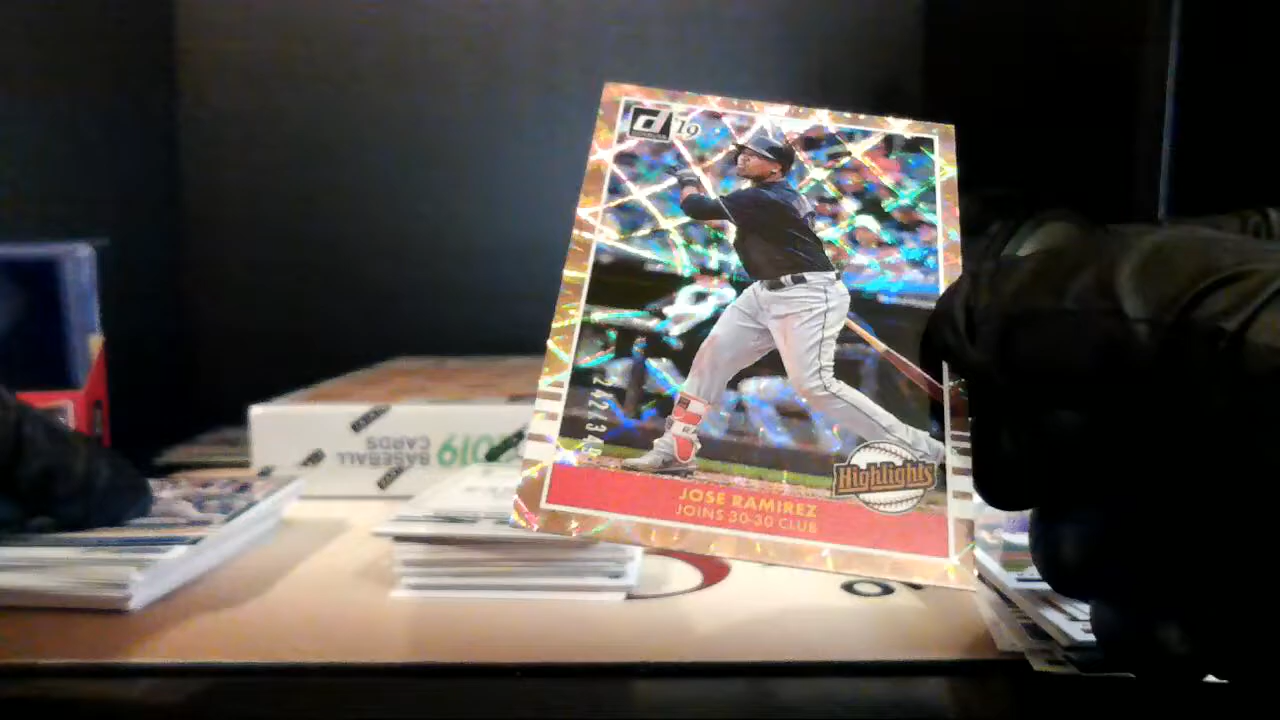 '19
Highlights
JOSE RAMIREZ
JOINS 30-30 CLUB
2019
BASEBALL
CARDS